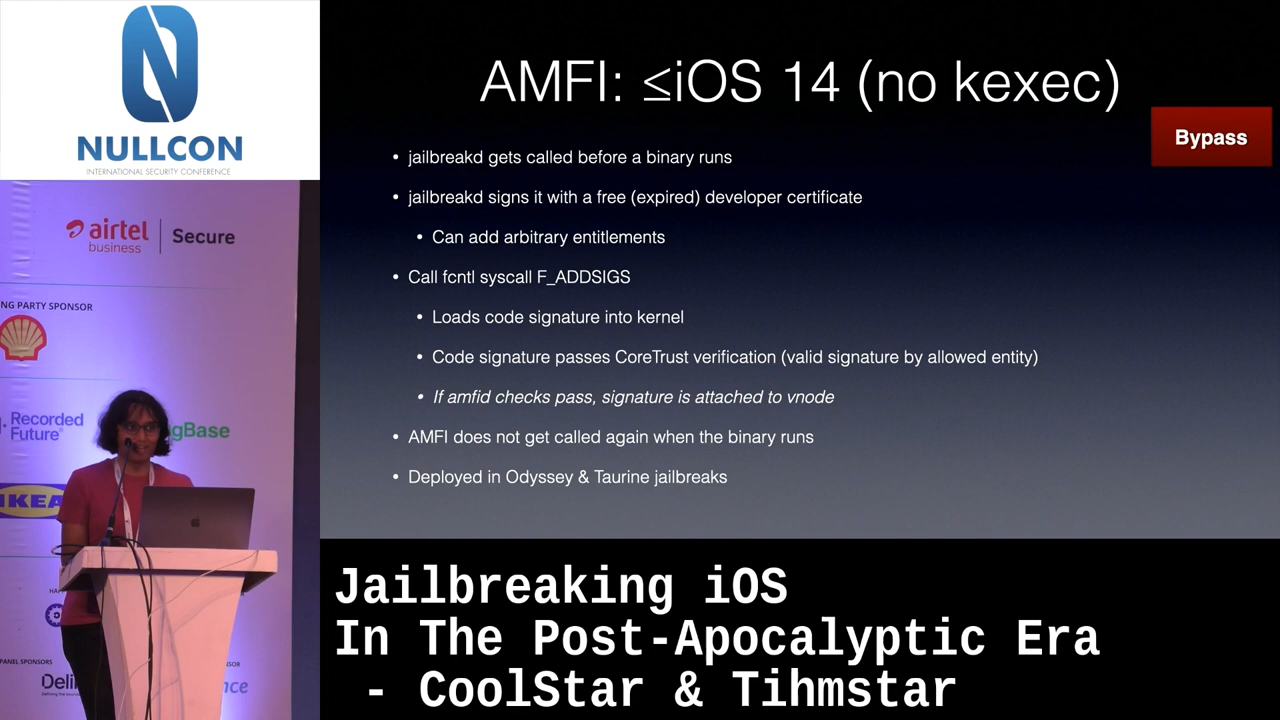 NULLCON
INTERNATIONAL SECURITY CONFERENCE
airtel
business
Secure
NG PARTY SPONSOR
Recorded
Future
gBase
IKEA
HA
PANEL SPONSORS
SOR
Deli
nce
AMFI: ≤iOS 14 (no kexec)
Bypass
• jailbreakd gets called before a binary runs
• jailbreakd signs it with a free (expired) developer certificate
• Can add arbitrary entitlements
• Call fcntl syscall F_ADDSIGS
• Loads code signature into kernel
• Code signature passes CoreTrust verification (valid signature by allowed entity)
• If amfid checks pass, signature is attached to vnode
• AMFI does not get called again when the binary runs
• Deployed in Odyssey & Taurine jailbreaks
Jailbreaking iOS
In The Post-Apocalyptic Era
- CoolStar & Tihmstar